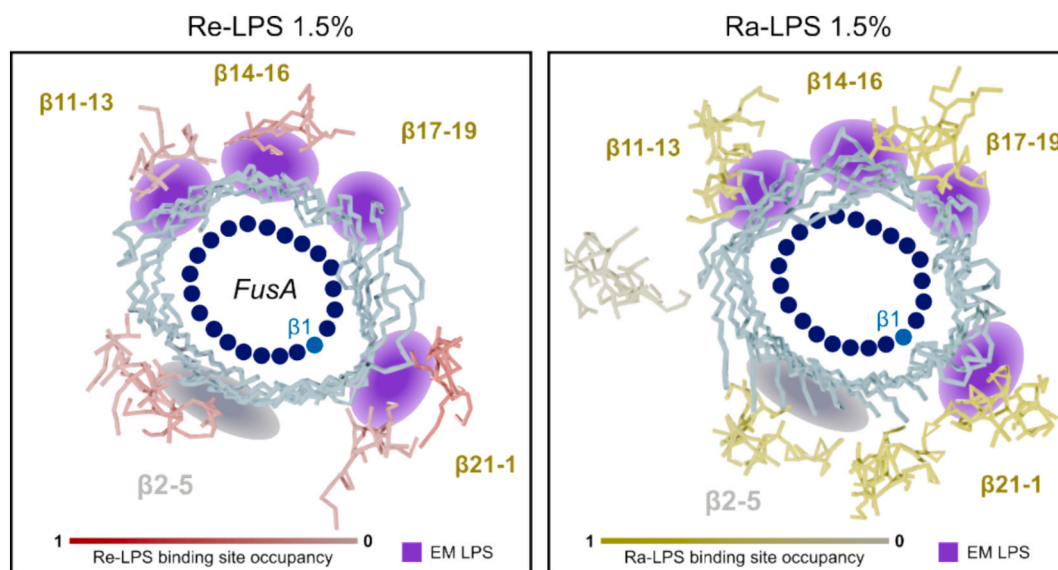 Re-LPS 1.5%
β14-16
β11-13
β17-19
FusA
β1
β2-5
β21-1
1
0
Re-LPS binding site occupancy
EM LPS
Ra-LPS 1.5%
β14-16
β11-13
β17-19
β1
β2-5
β21-1
1
0
Ra-LPS binding site occupancy
EM LPS